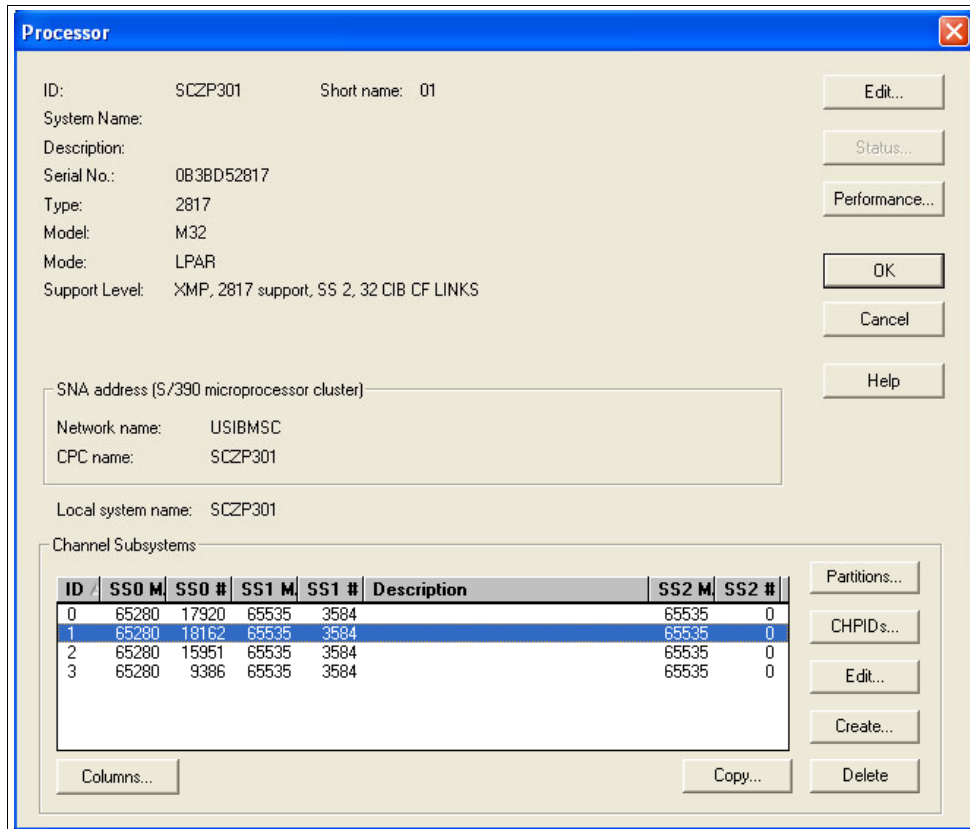 Processor
ID: SCZP301 Short name: 01 Edit...
System Name:
Description: Status...
Serial No.: 0B3BD52817
Type: 2817 Performance...
Model: M32
Mode: LPAR OK
Support Level: XMP, 2817 support, SS 2, 32 CIB CF LINKS
Cancel
Help
SNA address (S/390 microprocessor cluster)
Network name: USIBMSC
CPC name: SCZP301
Local system name: SCZP301
Channel Subsystems
Partitions...
ID SS0 M. SS0 # SS1 M. SS1 # Description SS2 M. SS2 #
0 65280 17920 65535 3584 65535 0
1 65280 18162 65535 3584 65535 0
2 65280 15951 65535 3584 65535 0
3 65280 9386 65535 3584 65535 0
CHPIDs...
Edit...
Create...
Columns... Copy... Delete